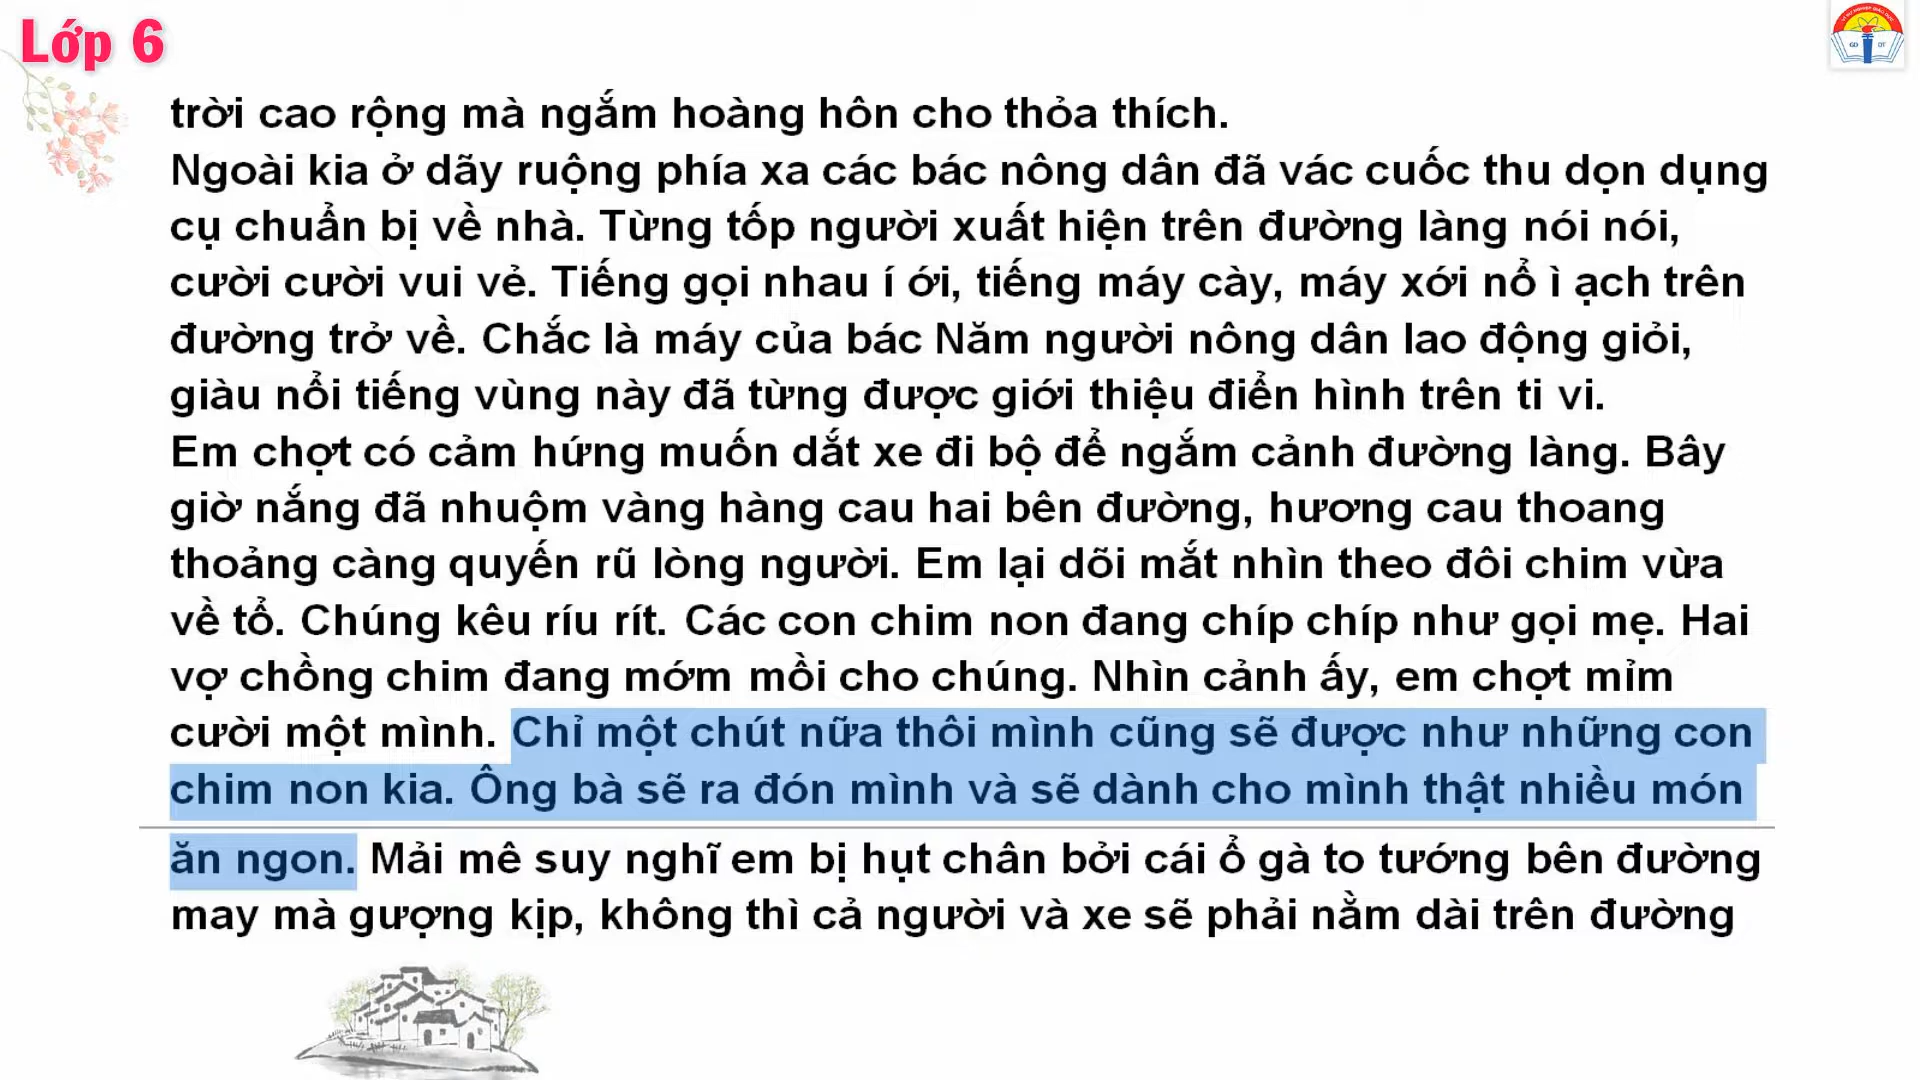 Lớp 6
trời cao rộng mà ngắm hoàng hôn cho thỏa thích.
Ngoài kia ở dãy ruộng phía xa các bác nông dân đã vác cuốc thu dọn dụng
cụ chuẩn bị về nhà. Từng tốp người xuất hiện trên đường làng nói nói,
cười cười vui vẻ. Tiếng gọi nhau í ới, tiếng máy cày, máy xới nổ ì ạch trên
đường trở về. Chắc là máy của bác Năm người nông dân lao động giỏi,
giàu nổi tiếng vùng này đã từng được giới thiệu điển hình trên ti vi.
Em chợt có cảm hứng muốn dắt xe đi bộ để ngắm cảnh đường làng. Bây
giờ nắng đã nhuộm vàng hàng cau hai bên đường, hương cau thoang
thoảng càng quyến rũ lòng người. Em lại dõi mắt nhìn theo đôi chim vừa
về tổ. Chúng kêu ríu rít. Các con chim non đang chíp chíp như gọi mẹ. Hai
vợ chồng chim đang mớm mồi cho chúng. Nhìn cảnh ấy, em chợt mỉm
cười một mình. Chỉ một chút nữa thôi mình cũng sẽ được như những con
chim non kia. Ông bà sẽ ra đón mình và sẽ dành cho mình thật nhiều món
ăn ngon. Mải mê suy nghĩ em bị hụt chân bởi cái ổ gà to tướng bên đường
may mà gượng kịp, không thì cả người và xe sẽ phải nằm dài trên đường
GD ĐT